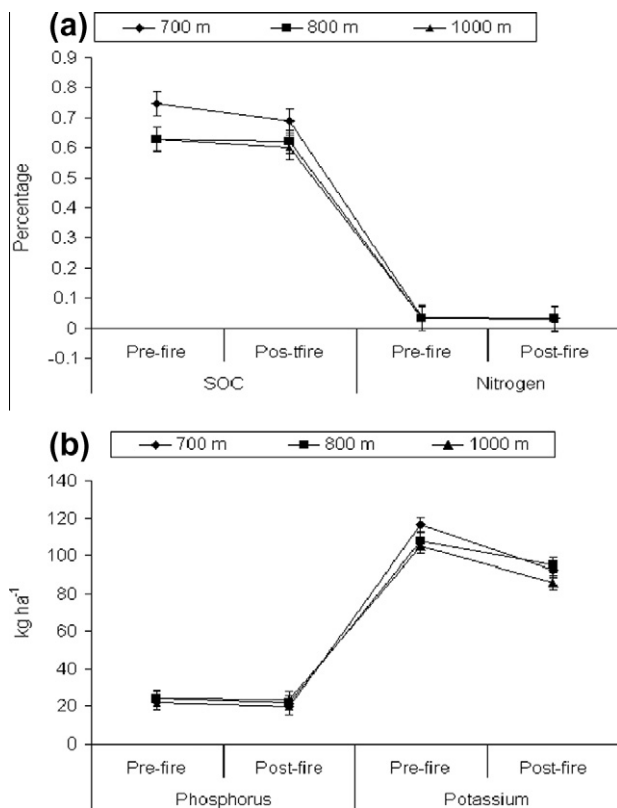 (a)
700 m 800 m 1000 m
0.9
0.8
0.7
0.6
0.5
0.4
0.3
0.2
0.1
0
-0.1
Percentage
Pre-fire Pos-tfire Pre-fire Post-fire
SOC Nitrogen
(b)
700 m 800 m 1000 m
140
120
100
80
60
40
20
0
kg ha⁻¹
Pre-fire Post-fire Pre-fire Post-fire
Phosphorus Potassium